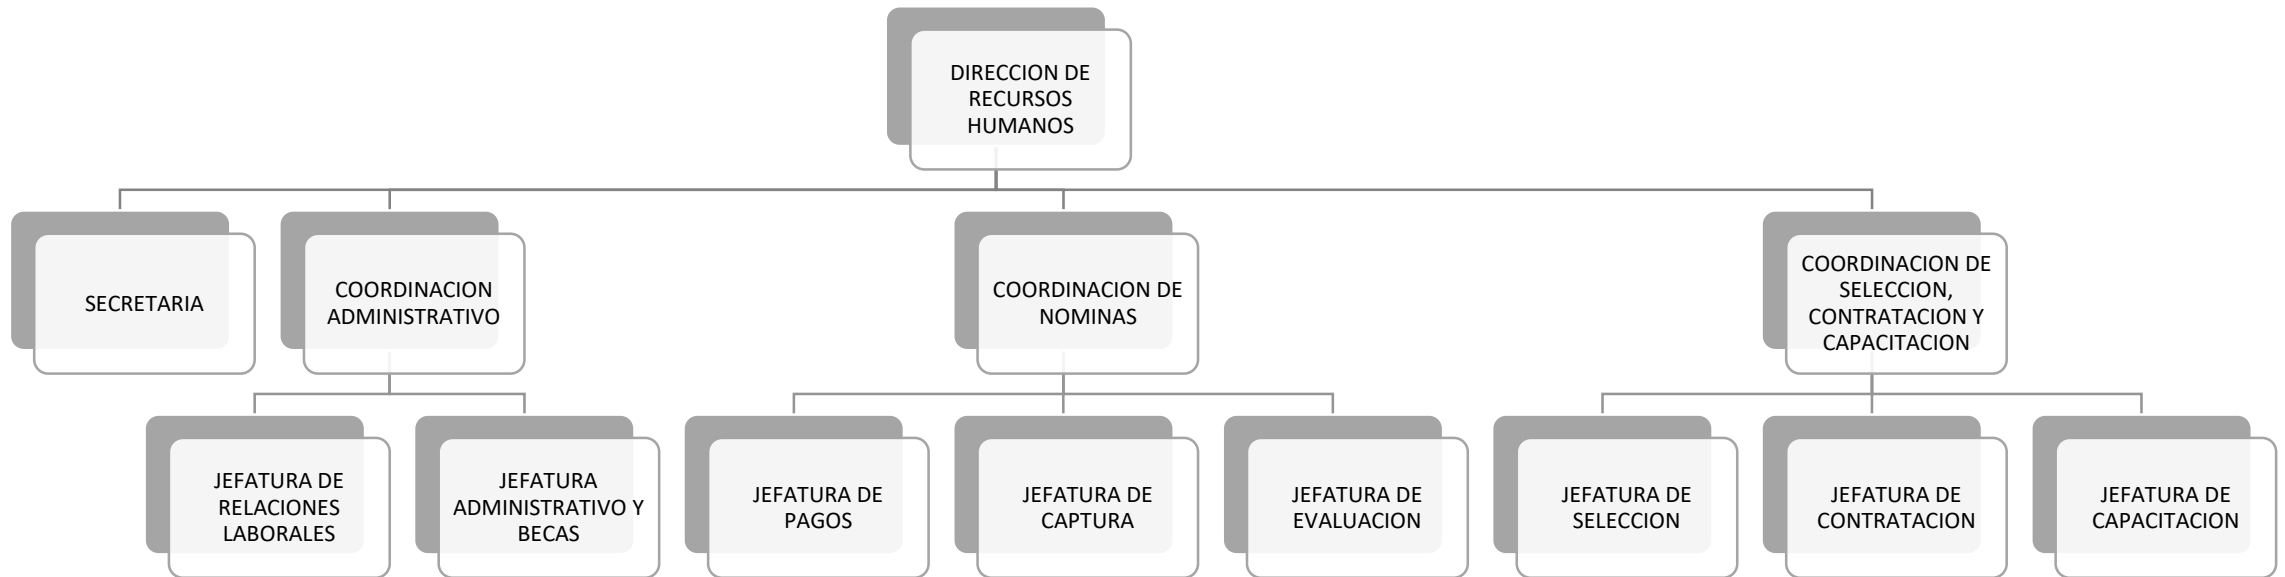 DIRECCION DE
RECURSOS
HUMANOS
SECRETARIA
COORDINACION
ADMINISTRATIVO
COORDINACION DE
NOMINAS
COORDINACION DE
SELECCION,
CONTRATACION Y
CAPACITACION
JEFATURA DE
RELACIONES
LABORALES
JEFATURA
ADMINISTRATIVO Y
BECAS
JEFATURA DE
PAGOS
JEFATURA DE
CAPTURA
JEFATURA DE
EVALUACION
JEFATURA DE
SELECCION
JEFATURA DE
CONTRATACION
JEFATURA DE
CAPACITACION